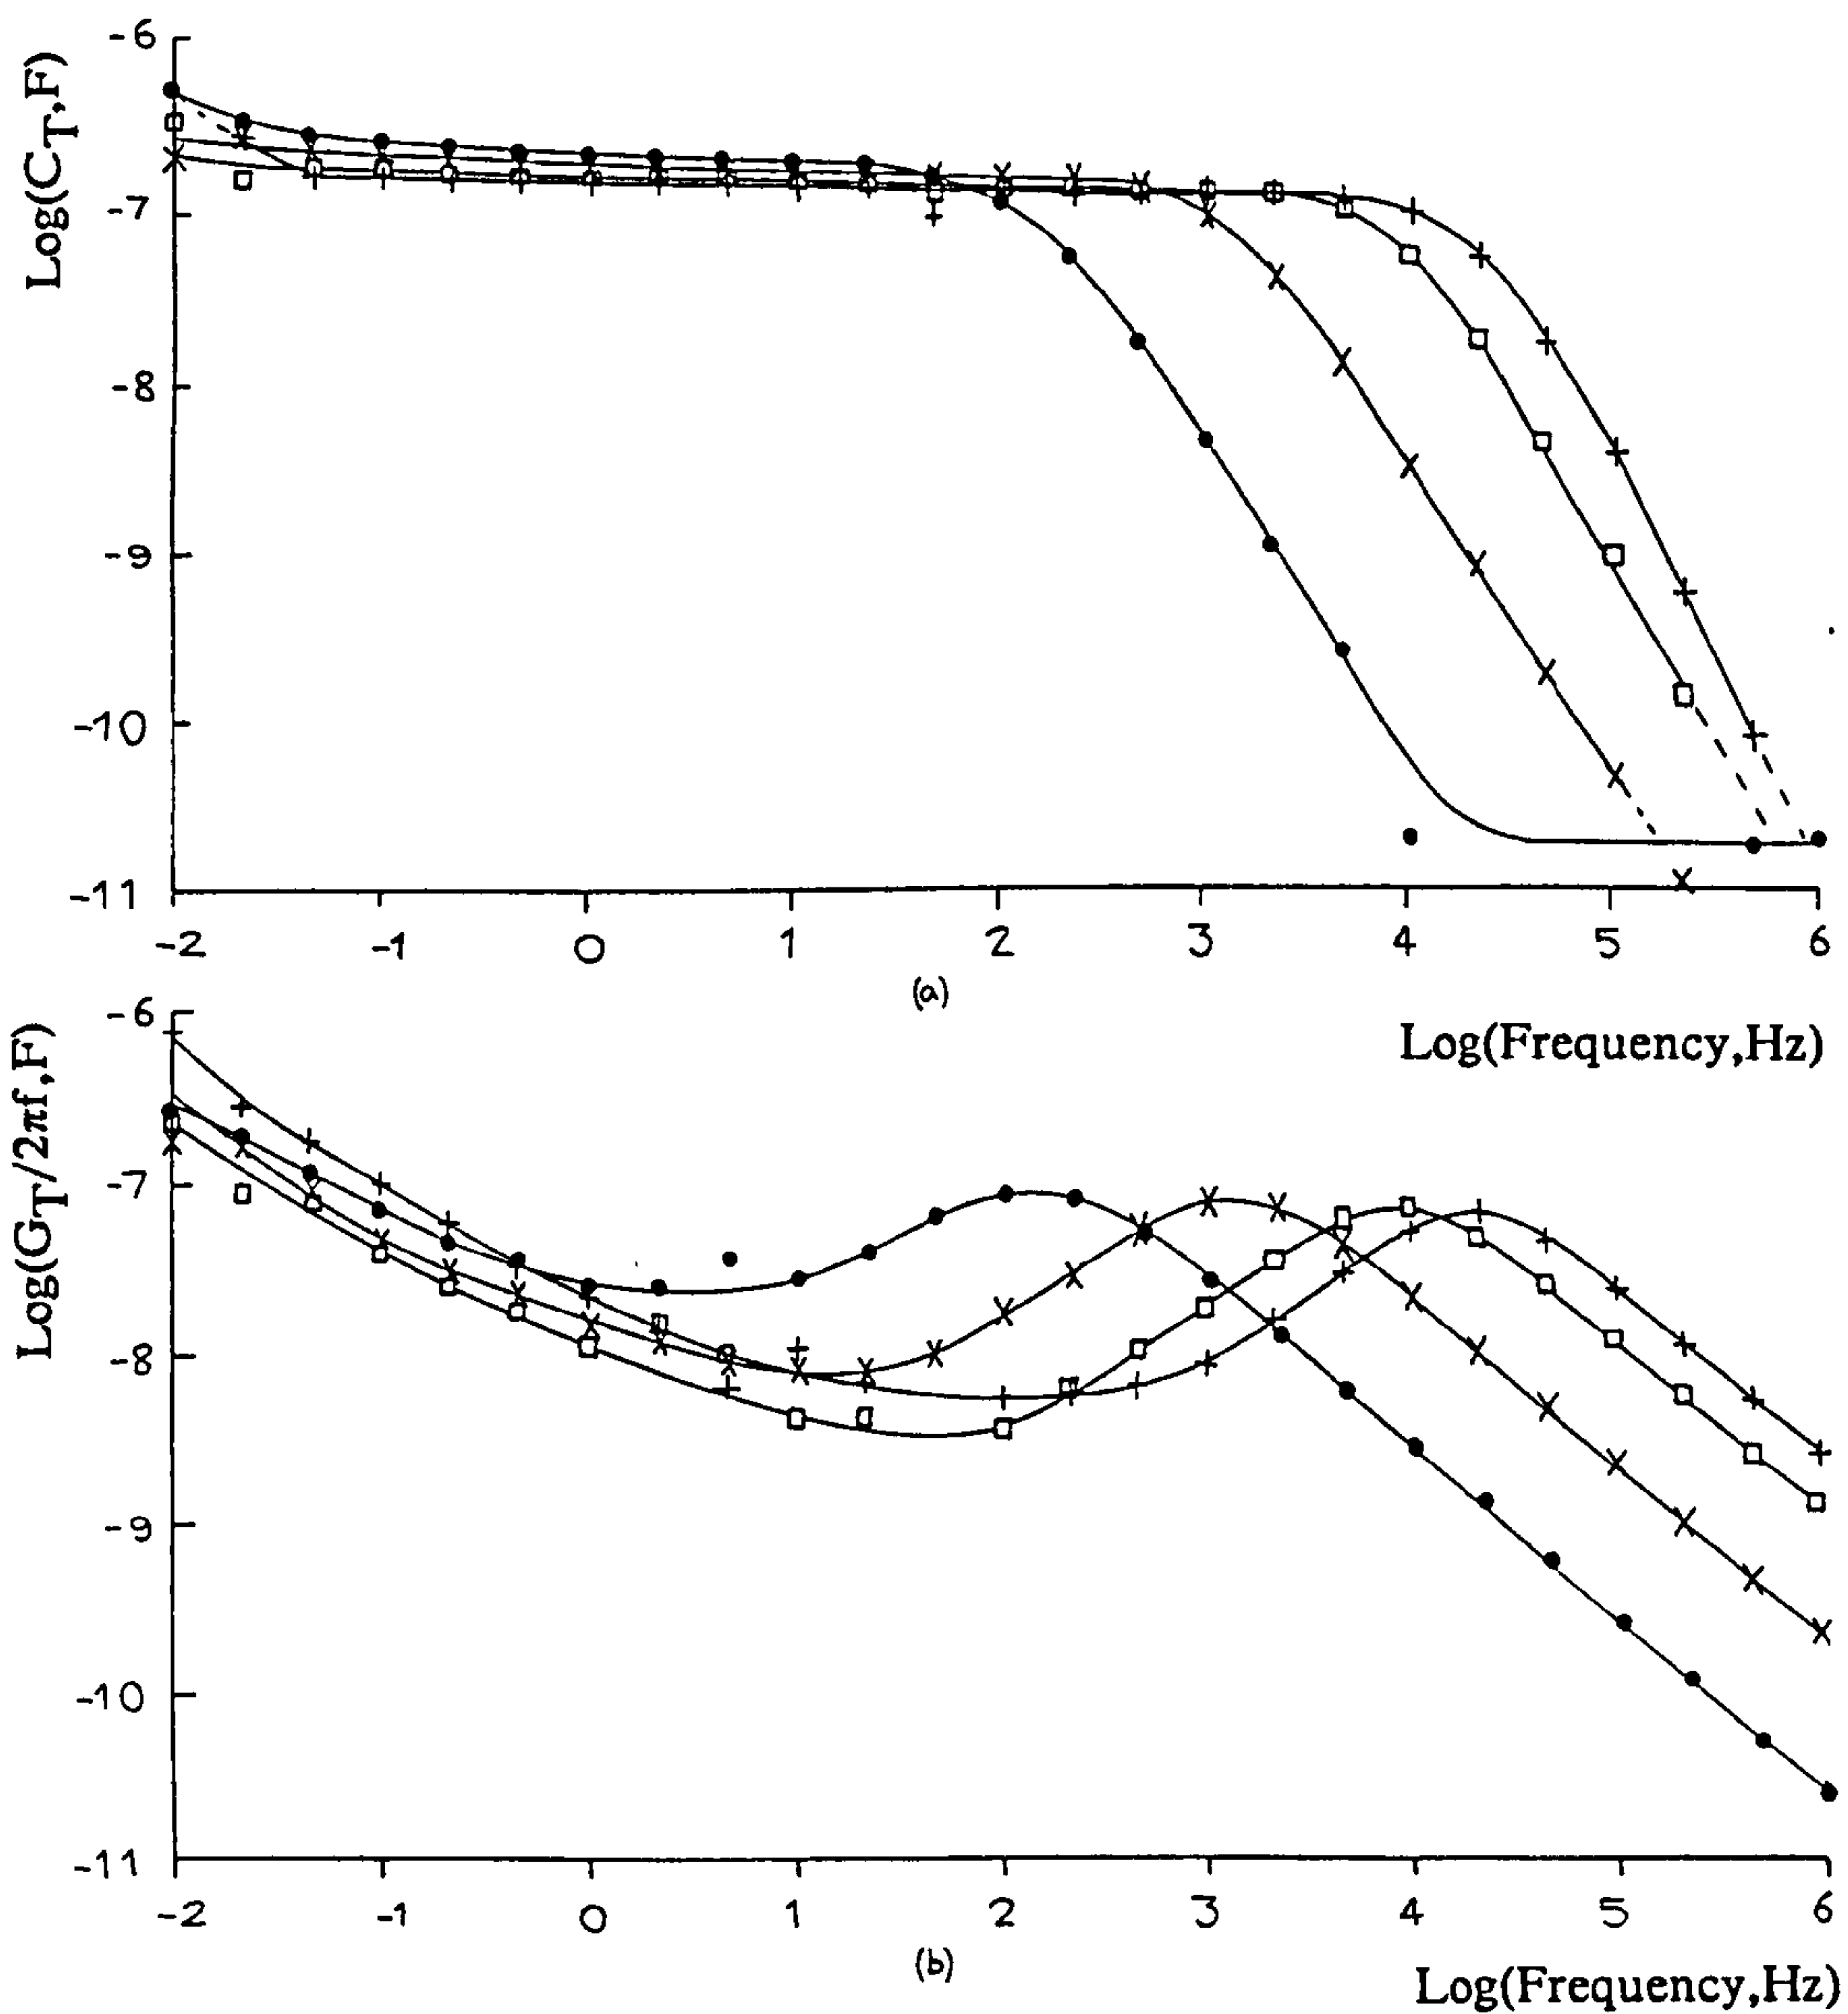 Log(C_T,F)
-6
-7
-8
-9
-10
-11
-2 -1 0 1 2 3 4 5 6
(a)
Log(Frequency,Hz)
Log(G_T/2πf,F)
-6
-7
-8
-9
-10
-11
-2 -1 0 1 2 3 4 5 6
(b)
Log(Frequency,Hz)